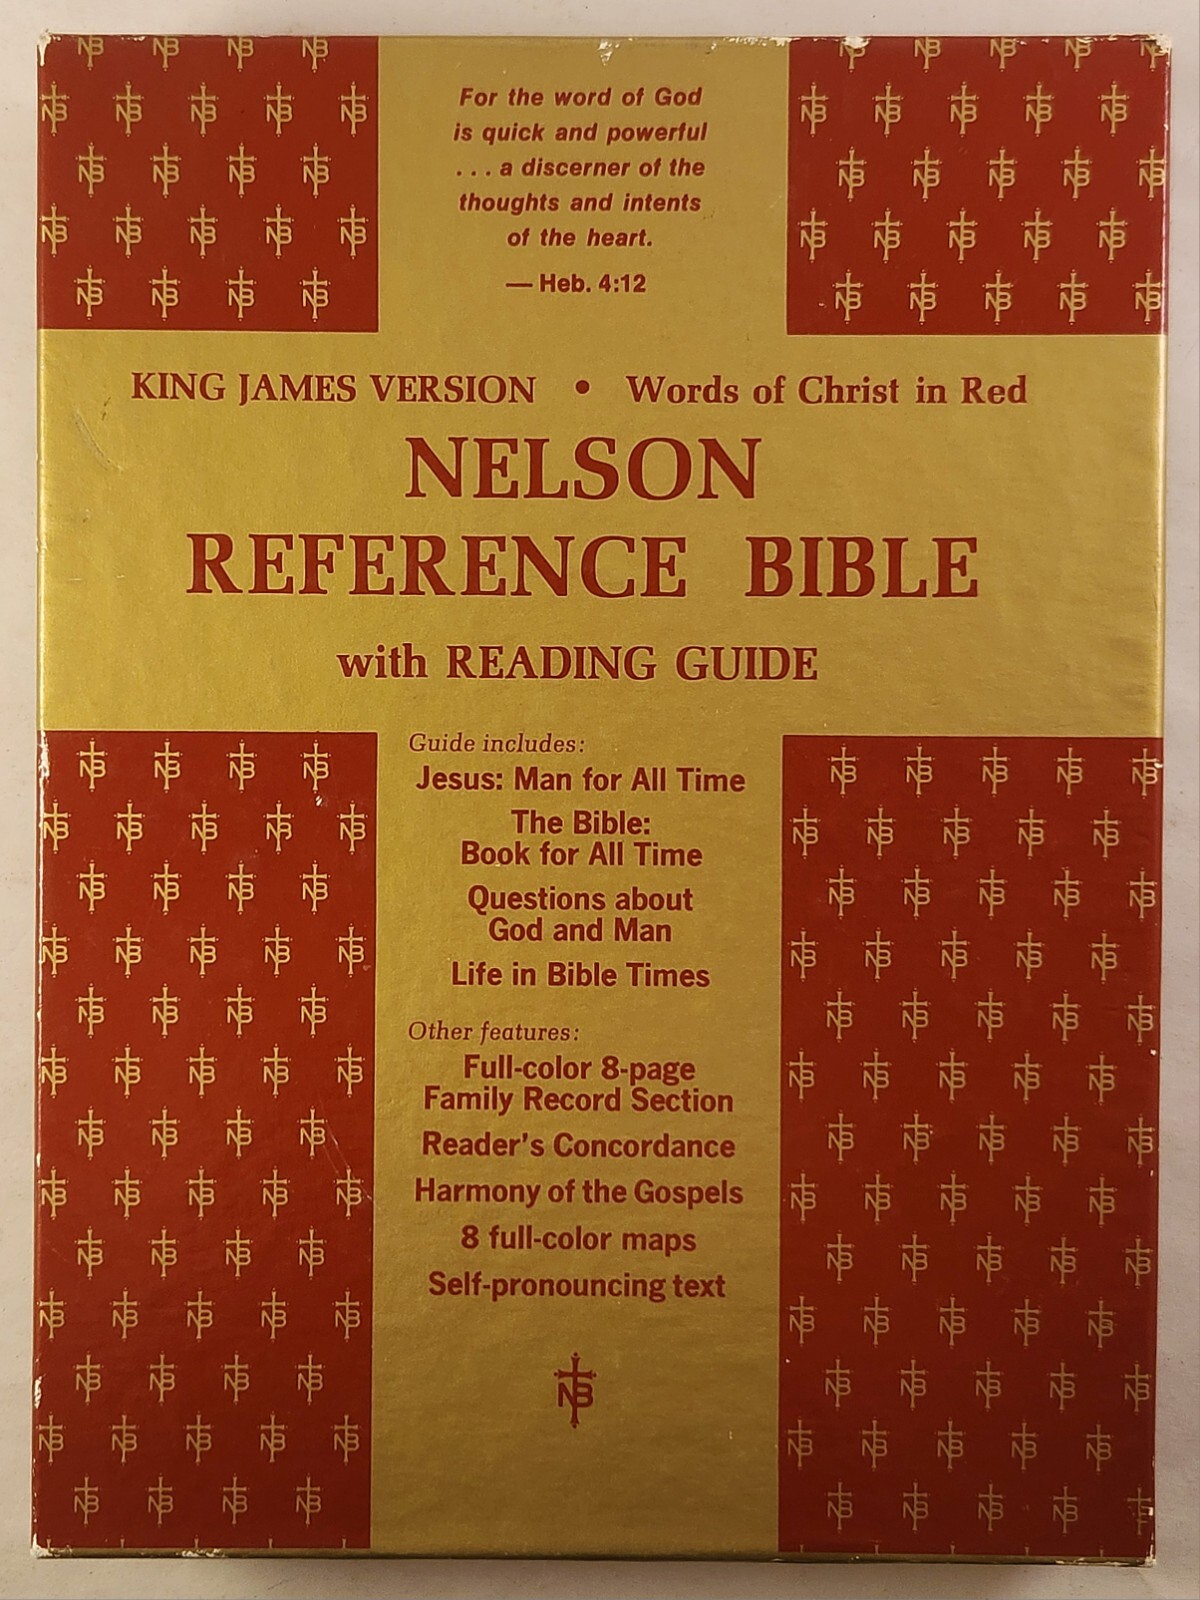 For the word of God
is quick and powerful
. . . a discerner of the
thoughts and intents
of the heart.
— Heb. 4:12
KING JAMES VERSION • Words of Christ in Red
NELSON
REFERENCE BIBLE
with READING GUIDE
Guide includes:
Jesus: Man for All Time
The Bible:
Book for All Time
Questions about
God and Man
Life in Bible Times
Other features:
Full-color 8-page
Family Record Section
Reader's Concordance
Harmony of the Gospels
8 full-color maps
Self-pronouncing text
NB